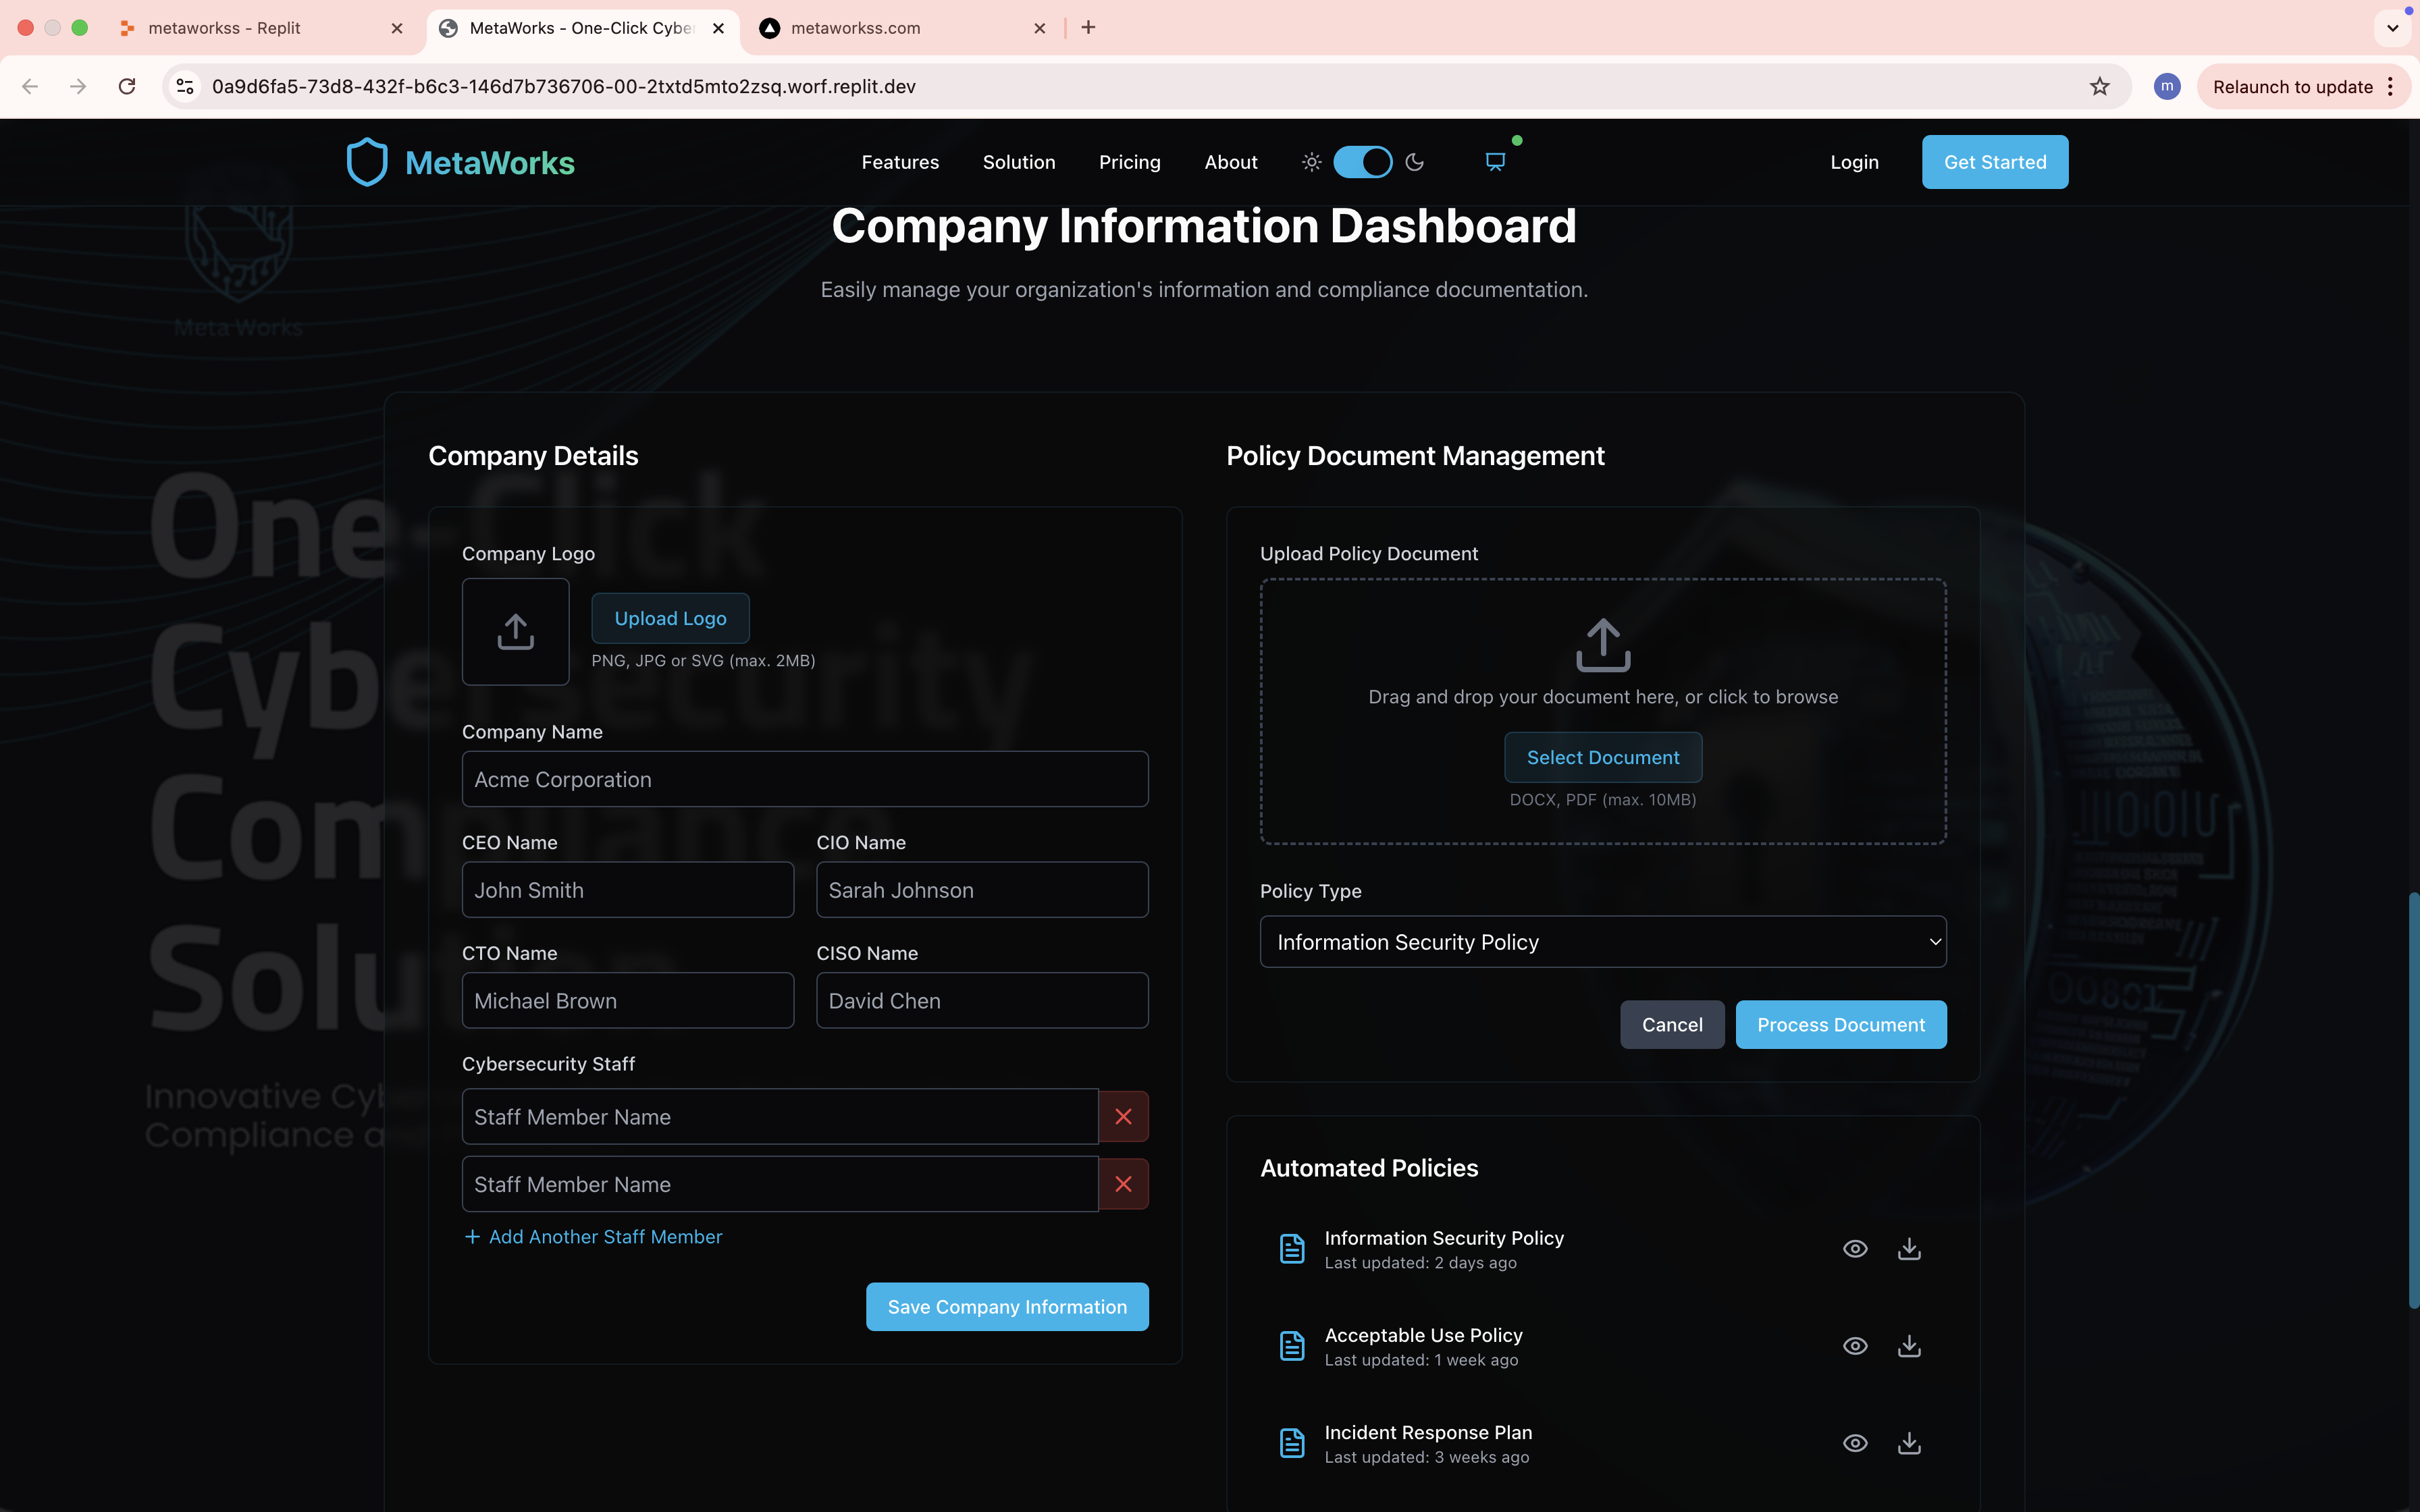 metaworkss - Replit
MetaWorks - One-Click Cyber
metaworkss.com
0a9d6fa5-73d8-432f-b6c3-146d7b736706-00-2txtd5mto2zsq.worf.replit.dev
m
Relaunch to update
MetaWorks
Features
Solution
Pricing
About
Login
Get Started
Company Information Dashboard
Easily manage your organization's information and compliance documentation.
Meta Works
One-Click
Cybersecurity
Compliance
Solution
Innovative
Compliance
Company Details
Company Logo
Upload Logo
PNG, JPG or SVG (max. 2MB)
Company Name
Acme Corporation
CEO Name
CIO Name
John Smith
Sarah Johnson
CTO Name
CISO Name
Michael Brown
David Chen
Cybersecurity Staff
Staff Member Name
Staff Member Name
Add Another Staff Member
Save Company Information
Policy Document Management
Upload Policy Document
Drag and drop your document here, or click to browse
Select Document
DOCX, PDF (max. 10MB)
Policy Type
Information Security Policy
Cancel
Process Document
Automated Policies
Information Security Policy
Last updated: 2 days ago
Acceptable Use Policy
Last updated: 1 week ago
Incident Response Plan
Last updated: 3 weeks ago